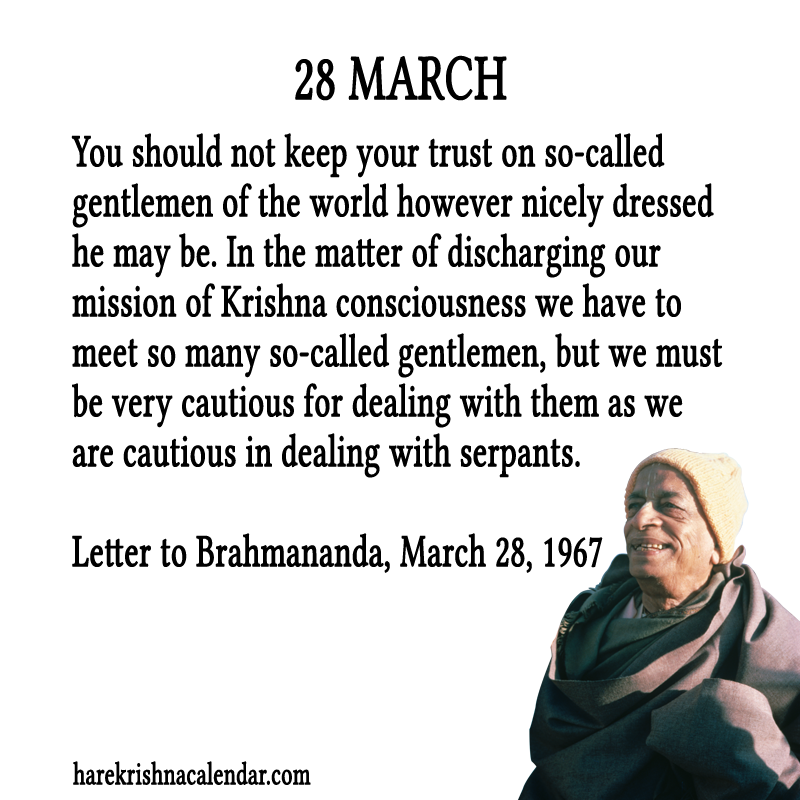 28 MARCH
You should not keep your trust on so-called
gentlemen of the world however nicely dressed
he may be. In the matter of discharging our
mission of Krishna consciousness we have to
meet so many so-called gentlemen, but we must
be very cautious for dealing with them as we
are cautious in dealing with serpants.
Letter to Brahmananda, March 28, 1967
harekrishnacalendar.com